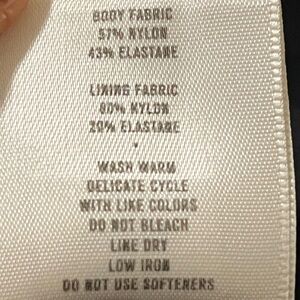 BODY FABRIC
57% NYLON
43% ELASTANE
LINING FABRIC
80% NYLON
20% ELASTANE
•
WASH WARM
DELICATE CYCLE
WITH LIKE COLORS
DO NOT BLEACH
LINE DRY
LOW IRON
DO NOT USE SOFTENERS